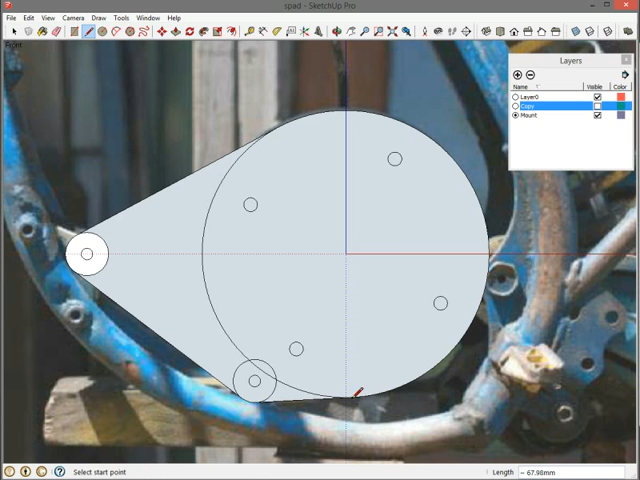 spad - SketchUp Pro
File Edit View Camera Draw Tools Window Help
Front
Layers
Name Visible Color
Layer0
Copy
Mount
Select start point
Length ~ 67.98mm